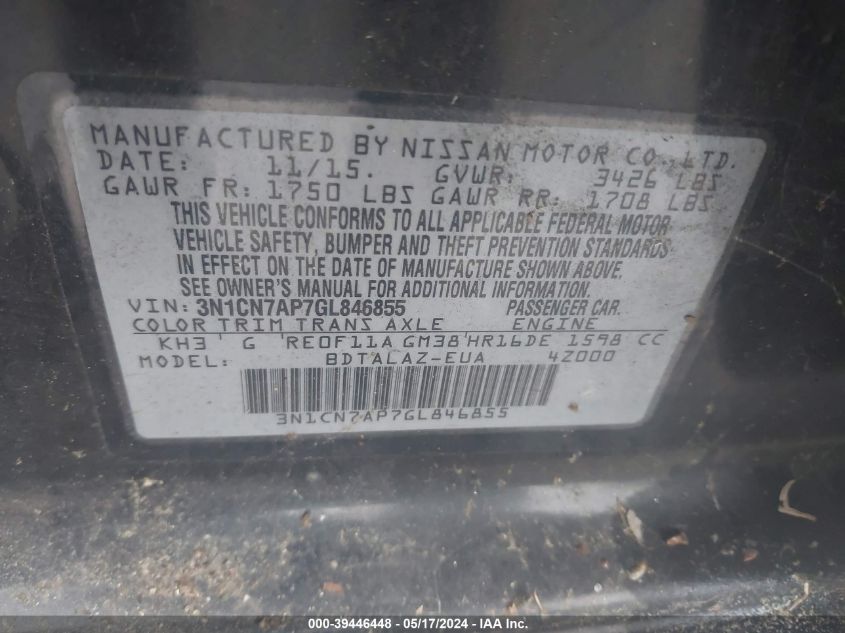 MANUFACTURED BY NISSAN MOTOR CO., LTD.
DATE: 11/15. GVWR: 3426 LBS
GAWR FR: 1750 LBS GAWR RR: 1708 LBS
THIS VEHICLE CONFORMS TO ALL APPLICABLE FEDERAL MOTOR
VEHICLE SAFETY, BUMPER AND THEFT PREVENTION STANDARDS
IN EFFECT ON THE DATE OF MANUFACTURE SHOWN ABOVE.
SEE OWNER'S MANUAL FOR ADDITIONAL INFORMATION.
VIN: 3N1CN7AP7GL846855 PASSENGER CAR.
COLOR TRIM TRANS AXLE ENGINE
KH3 G RE0F11A GM38 HR16DE 1598 CC
MODEL: BDTALAZ-EUA 4Z000
3N1CN7AP7GL846855
000-39446448 - 05/17/2024 - IAA Inc.